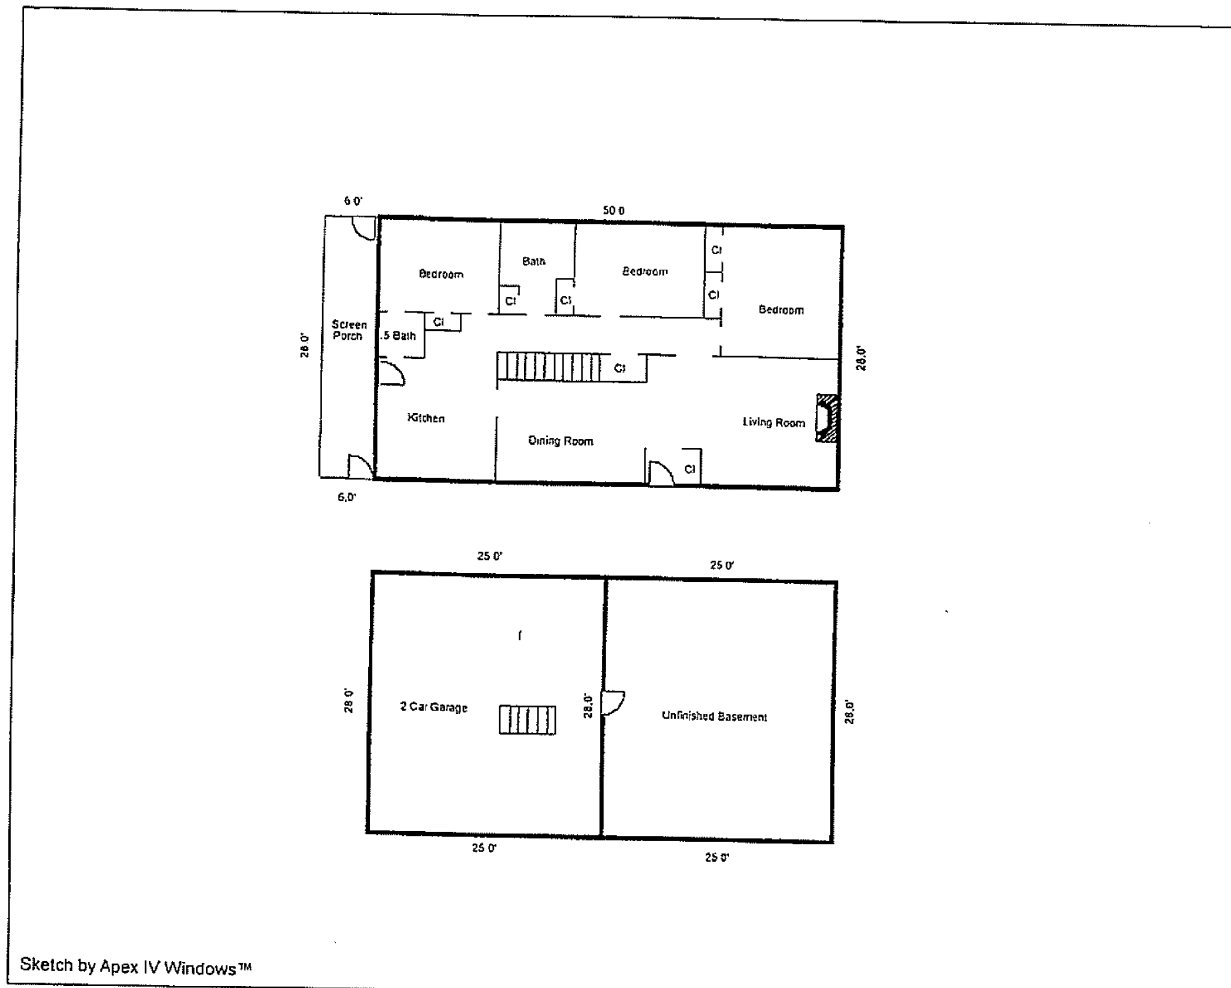 6 0'
50 0
Bedroom
Bath
Bedroom
Cl
Cl
Cl
Cl
Bedroom
Cl
Screen
Porch
.5 Bath
28 0'
28.0'
Cl
Kitchen
Dining Room
Living Room
Cl
6.0'
25 0'
25 0'
28 0'
2 Car Garage
28.0'
Unfinished Basement
28.0'
25 0'
25 0'
Sketch by Apex IV Windows™